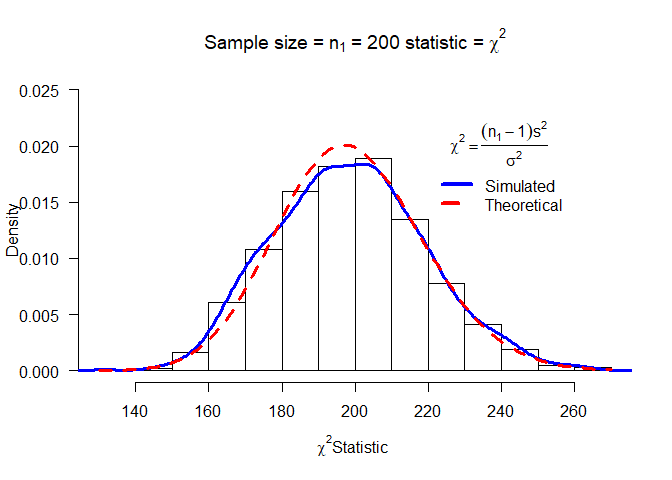 Sample size = n₁ = 200 statistic = χ²
0.025
0.020
0.015
0.010
0.005
0.000
Density
χ² = (n₁ − 1)s² / σ²
Simulated
Theoretical
140 160 180 200 220 240 260
χ²Statistic